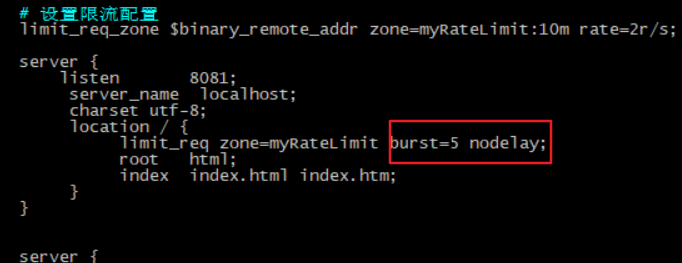 # 设置限流配置
limit_req_zone $binary_remote_addr zone=myRateLimit:10m rate=2r/s;
server {
listen 8081;
server_name localhost;
charset utf-8;
location / {
limit_req zone=myRateLimit burst=5 nodelay;
root html;
index index.html index.htm;
}
}
server {